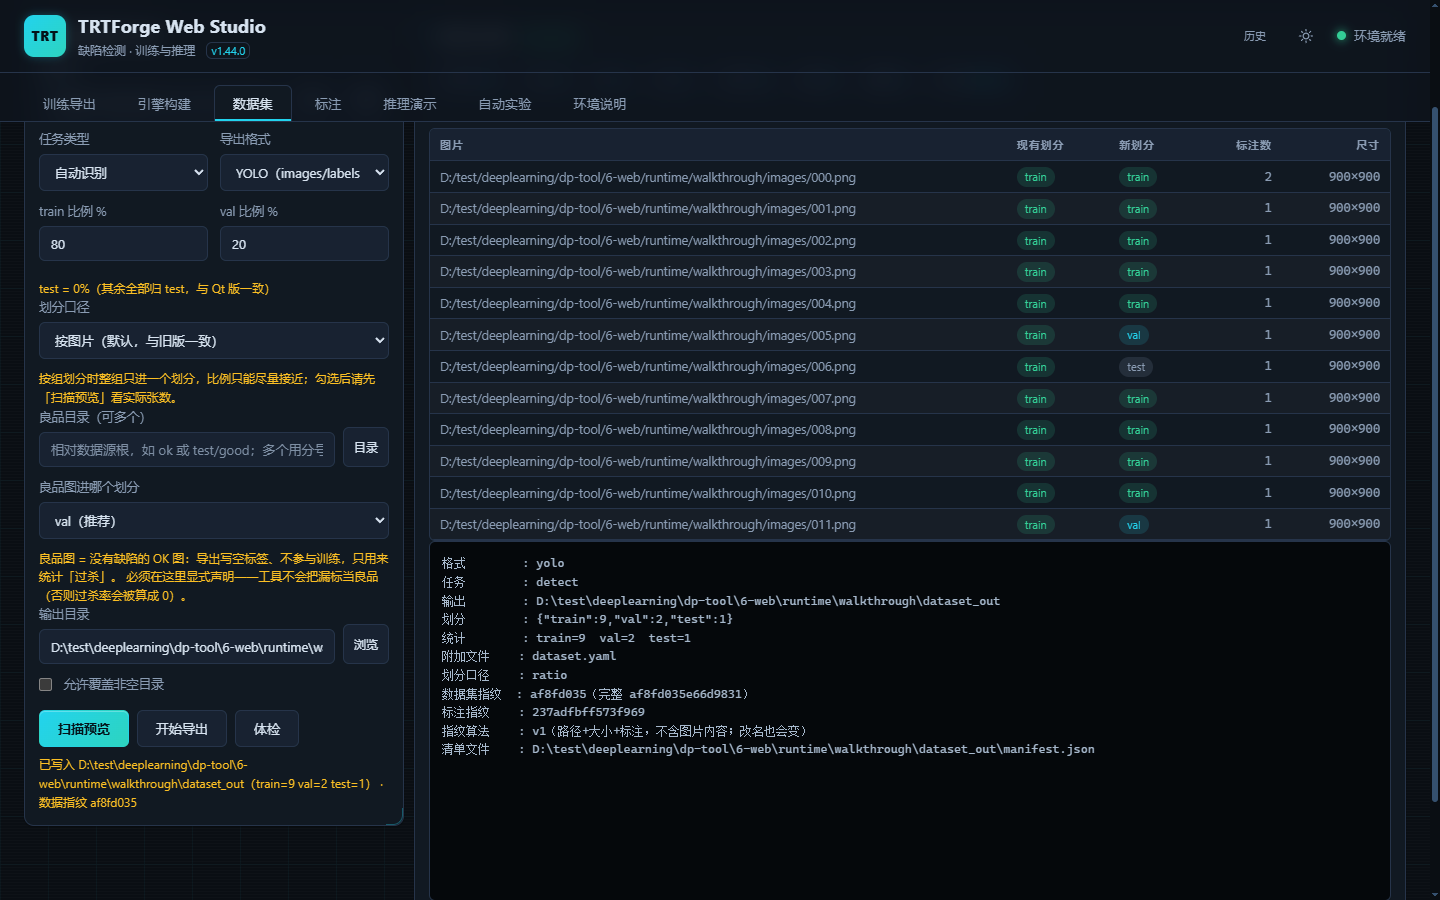 TRT
TRTForge Web Studio
缺陷检测 · 训练与推理 v1.44.0
历史
环境就绪
训练导出 引擎构建 数据集 标注 推理演示 自动实验 环境说明
任务类型 导出格式
自动识别 YOLO（images/labels
train 比例 % val 比例 %
80 20
test = 0%（其余全部归 test，与 Qt 版一致）
划分口径
按图片（默认，与旧版一致）
按组划分时整组只进一个划分，比例只能尽量接近；勾选后请先
「扫描预览」看实际张数。
良品目录（可多个）
相对数据源根，如 ok 或 test/good；多个用分号 目录
良品图进哪个划分
val（推荐）
良品图 = 没有缺陷的 OK 图：导出写空标签、不参与训练，只用来
统计「过杀」。 必须在这里显式声明——工具不会把漏标当良品
（否则过杀率会被算成 0）。
输出目录
D:\test\deeplearning\dp-tool\6-web\runtime\w 浏览
允许覆盖非空目录
扫描预览 开始导出 体检
已写入 D:\test\deeplearning\dp-tool\6-
web\runtime\walkthrough\dataset_out（train=9 val=2 test=1） ·
数据指纹 af8fd035
图片 现有划分 新划分 标注数 尺寸
D:/test/deeplearning/dp-tool/6-web/runtime/walkthrough/images/000.png train train 2 900×900
D:/test/deeplearning/dp-tool/6-web/runtime/walkthrough/images/001.png train train 1 900×900
D:/test/deeplearning/dp-tool/6-web/runtime/walkthrough/images/002.png train train 1 900×900
D:/test/deeplearning/dp-tool/6-web/runtime/walkthrough/images/003.png train train 1 900×900
D:/test/deeplearning/dp-tool/6-web/runtime/walkthrough/images/004.png train train 1 900×900
D:/test/deeplearning/dp-tool/6-web/runtime/walkthrough/images/005.png train val 1 900×900
D:/test/deeplearning/dp-tool/6-web/runtime/walkthrough/images/006.png train test 1 900×900
D:/test/deeplearning/dp-tool/6-web/runtime/walkthrough/images/007.png train train 1 900×900
D:/test/deeplearning/dp-tool/6-web/runtime/walkthrough/images/008.png train train 1 900×900
D:/test/deeplearning/dp-tool/6-web/runtime/walkthrough/images/009.png train train 1 900×900
D:/test/deeplearning/dp-tool/6-web/runtime/walkthrough/images/010.png train train 1 900×900
D:/test/deeplearning/dp-tool/6-web/runtime/walkthrough/images/011.png train val 1 900×900
格式 : yolo
任务 : detect
输出 : D:\test\deeplearning\dp-tool\6-web\runtime\walkthrough\dataset_out
划分 : {"train":9,"val":2,"test":1}
统计 : train=9 val=2 test=1
附加文件 : dataset.yaml
划分口径 : ratio
数据集指纹 : af8fd035（完整 af8fd035e66d9831）
标注指纹 : 237adfbff573f969
指纹算法 : v1（路径+大小+标注，不含图片内容；改名也会变）
清单文件 : D:\test\deeplearning\dp-tool\6-web\runtime\walkthrough\dataset_out\manifest.json